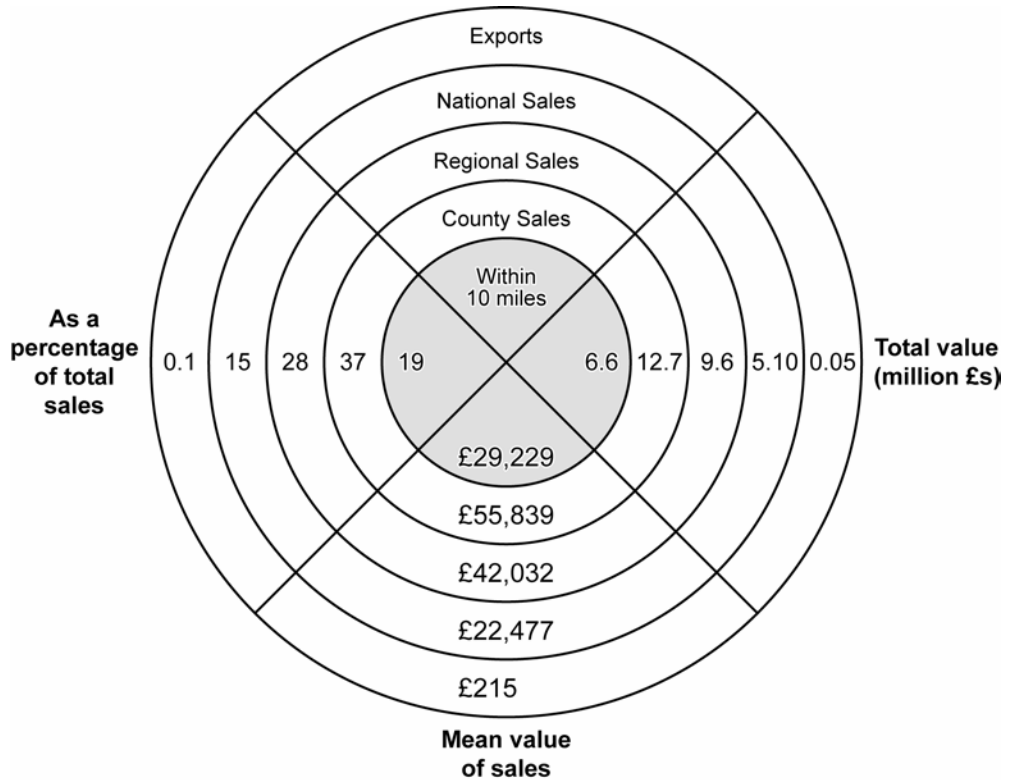 Exports
National Sales
Regional Sales
County Sales
Within
10 miles
As a
percentage
of total
sales
0.1 15 28 37 19 6.6 12.7 9.6 5.10 0.05
Total value
(million £s)
£29,229
£55,839
£42,032
£22,477
£215
Mean value
of sales